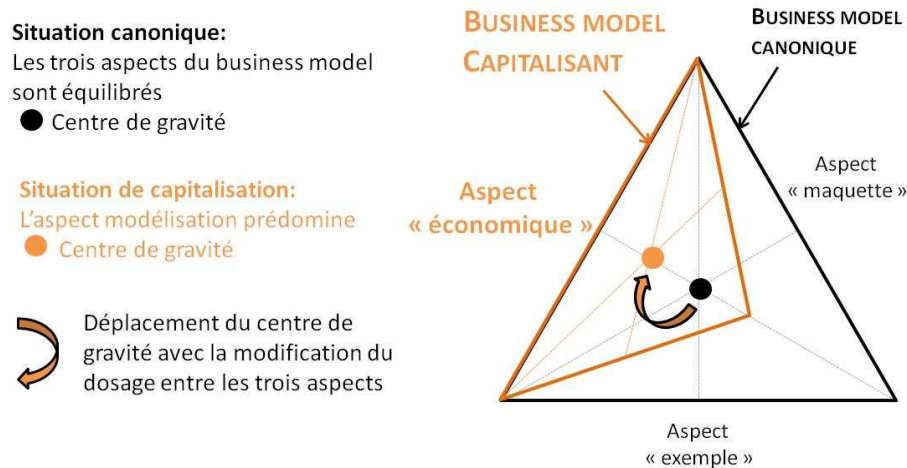 Situation canonique:
Les trois aspects du business model
sont équilibrés
Centre de gravité
Situation de capitalisation:
L'aspect modélisation prédomine
Centre de gravité
Déplacement du centre de
gravité avec la modification du
dosage entre les trois aspects
BUSINESS MODEL
CAPITALISANT
BUSINESS MODEL
CANONIQUE
Aspect
« économique »
Aspect
« maquette »
Aspect
« exemple »